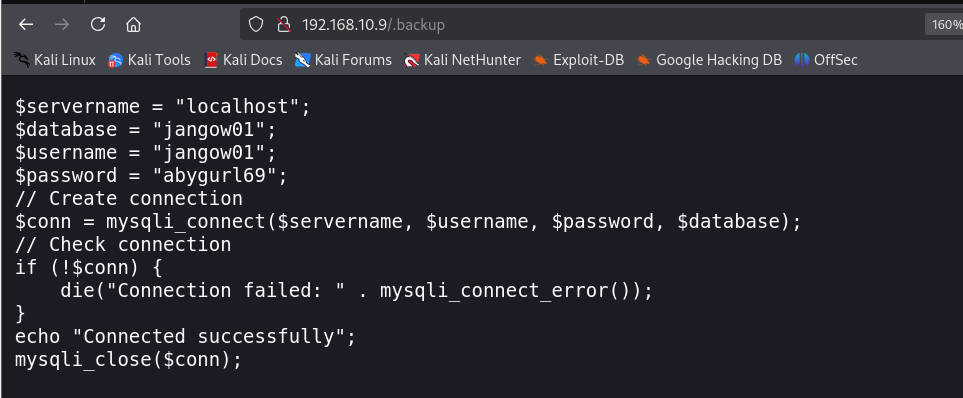 192.168.10.9/.backup
160%
Kali Linux Kali Tools Kali Docs Kali Forums Kali NetHunter Exploit-DB Google Hacking DB OffSec
$servername = "localhost";
$database = "jangow01";
$username = "jangow01";
$password = "abygurl69";
// Create connection
$conn = mysqli_connect($servername, $username, $password, $database);
// Check connection
if (!$conn) {
    die("Connection failed: " . mysqli_connect_error());
}
echo "Connected successfully";
mysqli_close($conn);